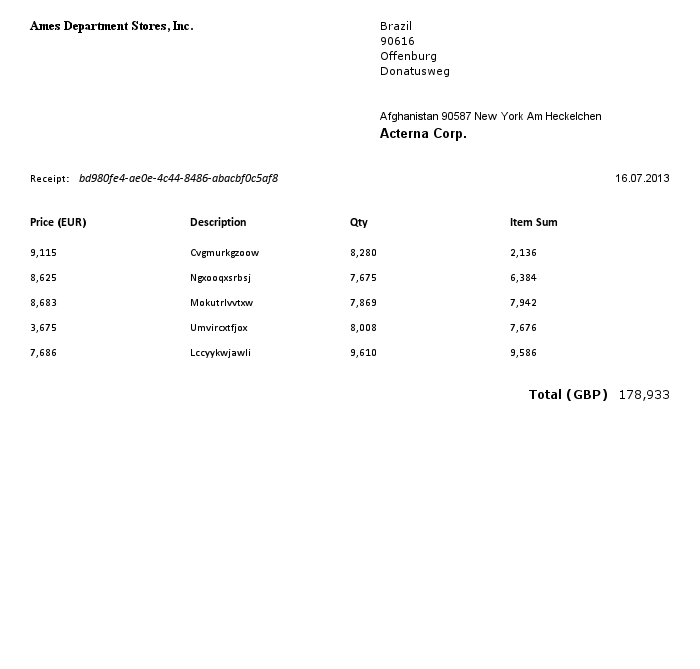 Ames Department Stores, Inc.
Brazil
90616
Offenburg
Donatusweg
Afghanistan 90587 New York Am Heckelchen
Acterna Corp.
Receipt: bd980fe4-ae0e-4c44-8486-abacbf0c5af8 16.07.2013
Price (EUR) Description Qty Item Sum
9,115 Cvgmurkgzoow 8,280 2,136
8,625 Ngxooqxsrbsj 7,675 6,384
8,683 Mokutrlvvtxw 7,869 7,942
3,675 Umvircxtfjox 8,008 7,676
7,686 Lccyykwjawli 9,610 9,586
Total (GBP) 178,933